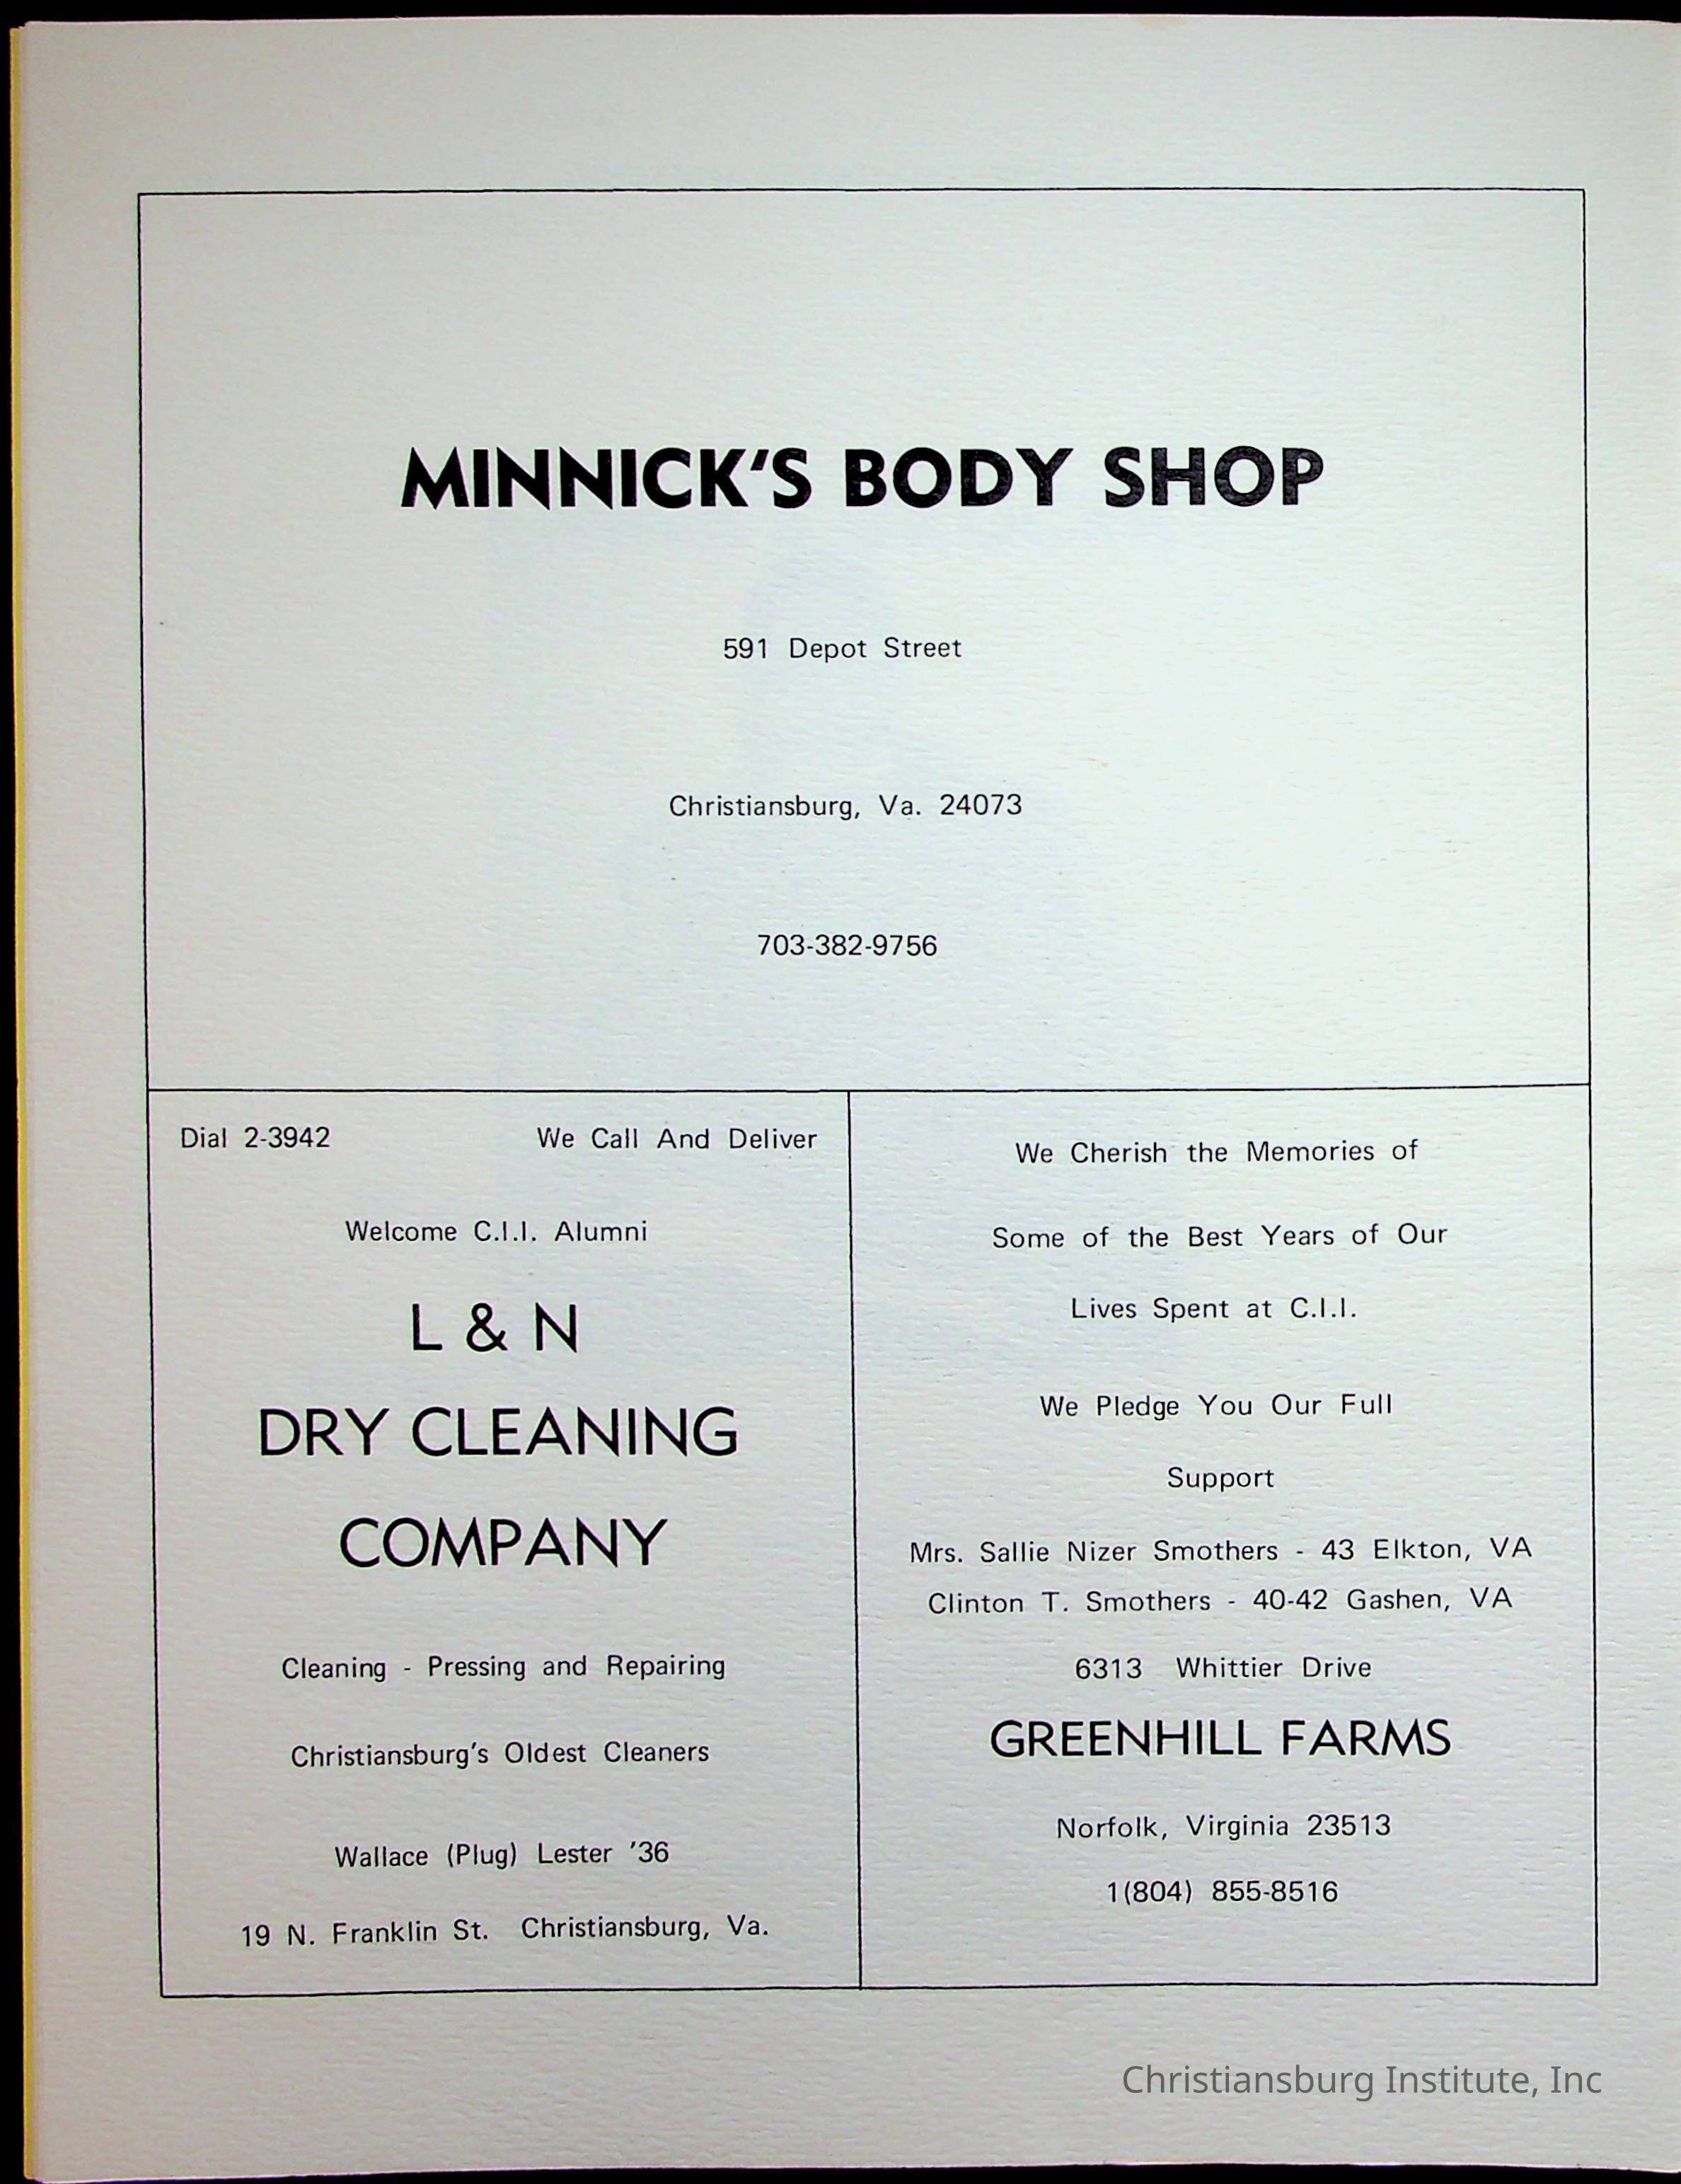 MINNICK'S BODY SHOP
591 Depot Street
Christiansburg, Va. 24073
703-382-9756
Dial 2-3942 We Call And Deliver
Welcome C.I.I. Alumni
L & N
DRY CLEANING
COMPANY
Cleaning - Pressing and Repairing
Christiansburg's Oldest Cleaners
Wallace (Plug) Lester '36
19 N. Franklin St. Christiansburg, Va.
We Cherish the Memories of
Some of the Best Years of Our
Lives Spent at C.I.I.
We Pledge You Our Full
Support
Mrs. Sallie Nizer Smothers - 43 Elkton, VA
Clinton T. Smothers - 40-42 Gashen, VA
6313 Whittier Drive
GREENHILL FARMS
Norfolk, Virginia 23513
1(804) 855-8516
Christiansburg Institute, Inc